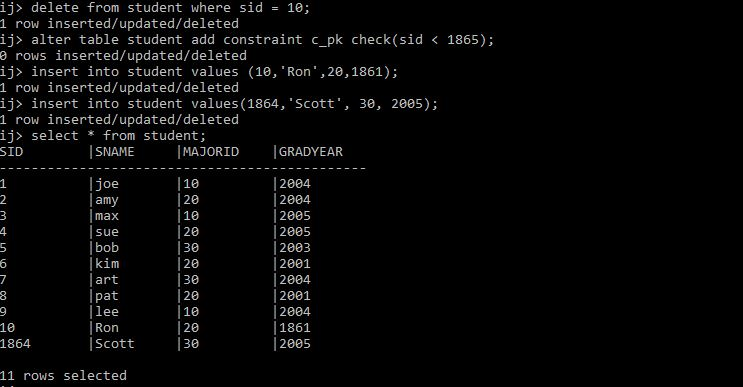 ij> delete from student where sid = 10;
1 row inserted/updated/deleted
ij> alter table student add constraint c_pk check(sid < 1865);
0 rows inserted/updated/deleted
ij> insert into student values (10,'Ron',20,1861);
1 row inserted/updated/deleted
ij> insert into student values(1864,'Scott', 30, 2005);
1 row inserted/updated/deleted
ij> select * from student;
SID |SNAME |MAJORID |GRADYEAR
----------------------------------------------
1 |joe |10 |2004
2 |amy |20 |2004
3 |max |10 |2005
4 |sue |20 |2005
5 |bob |30 |2003
6 |kim |20 |2001
7 |art |30 |2004
8 |pat |20 |2001
9 |lee |10 |2004
10 |Ron |20 |1861
1864 |Scott |30 |2005
11 rows selected